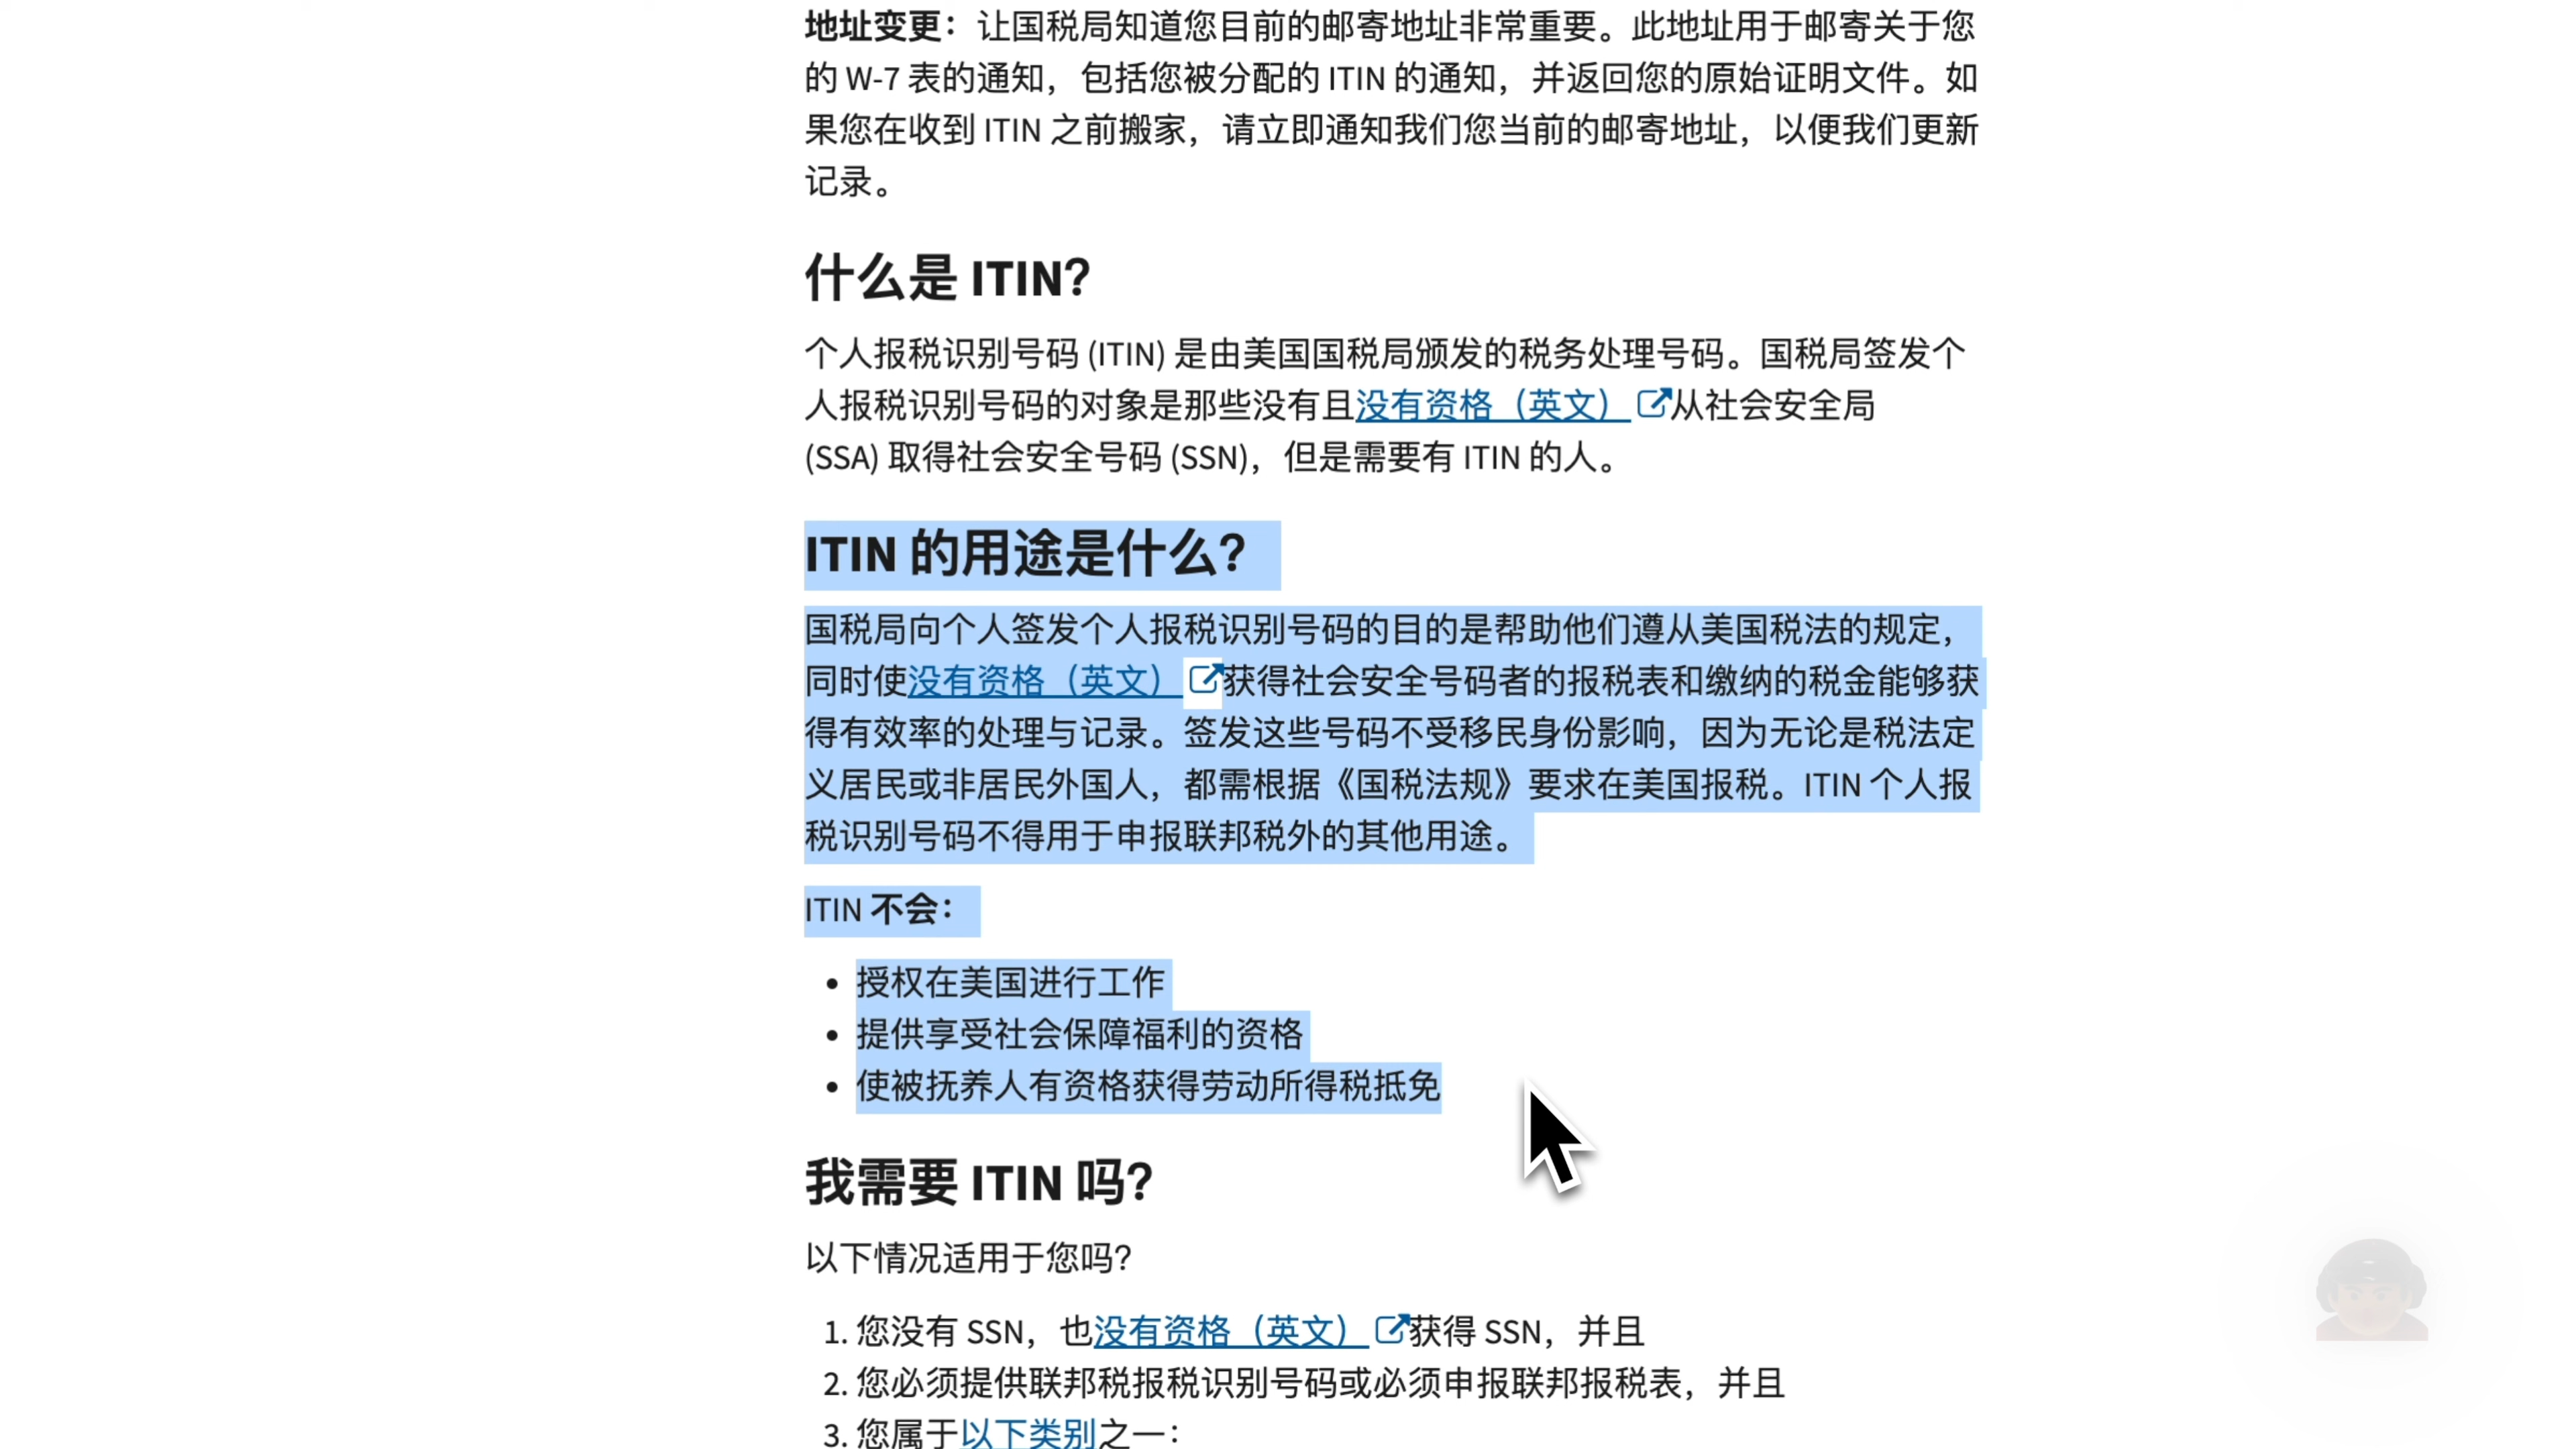 地址变更：让国税局知道您目前的邮寄地址非常重要。此地址用于邮寄关于您
的 W-7 表的通知，包括您被分配的 ITIN 的通知，并返回您的原始证明文件。如
果您在收到 ITIN 之前搬家，请立即通知我们您当前的邮寄地址，以便我们更新
记录。
什么是 ITIN?
个人报税识别号码 (ITIN) 是由美国国税局颁发的税务处理号码。国税局签发个
人报税识别号码的对象是那些没有且没有资格（英文）从社会安全局
(SSA) 取得社会安全号码 (SSN)，但是需要有 ITIN 的人。
ITIN 的用途是什么?
国税局向个人签发个人报税识别号码的目的是帮助他们遵从美国税法的规定，
同时使没有资格（英文）获得社会安全号码者的报税表和缴纳的税金能够获
得有效率的处理与记录。签发这些号码不受移民身份影响，因为无论是税法定
义居民或非居民外国人，都需根据《国税法规》要求在美国报税。ITIN 个人报
税识别号码不得用于申报联邦税外的其他用途。
ITIN 不会：
• 授权在美国进行工作
• 提供享受社会保障福利的资格
• 使被抚养人有资格获得劳动所得税抵免
我需要 ITIN 吗?
以下情况适用于您吗?
1. 您没有 SSN，也没有资格（英文）获得 SSN，并且
2. 您必须提供联邦税报税识别号码或必须申报联邦报税表，并且
3. 您属于以下类别之一：